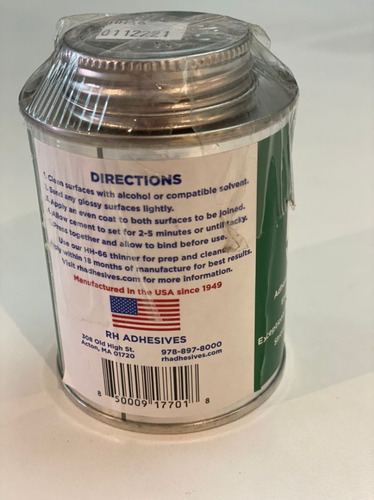 0112221
DIRECTIONS
1. Clean surfaces with alcohol or compatible solvent.
2. Sand any glossy surfaces lightly.
3. Apply an even coat to both surfaces to be joined.
4. Allow cement to set for 2-5 minutes or until tacky.
5. Press together and allow to bind before use.
Use our HH-66 thinner for prep and cleanup.
within 18 months of manufacture for best results.
Visit rhadhesives.com for more information.
Manufactured in the USA since 1949
RH ADHESIVES
308 Old High St.
Acton, MA 01720
978-897-8000
rhadhesives.com
8 50009 17701 8